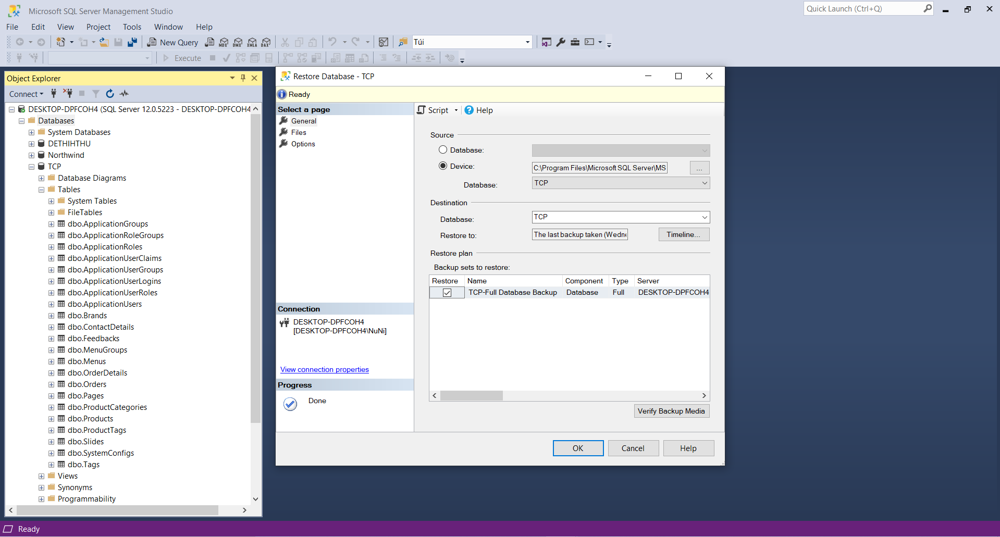 Microsoft SQL Server Management Studio
Quick Launch (Ctrl+Q)
File Edit View Project Tools Window Help
New Query MDX DMX XMLA DAX Túi
Execute
Object Explorer
Connect
DESKTOP-DPFCOH4 (SQL Server 12.0.5223 - DESKTOP-DPFCOH4
Databases
System Databases
DETHIHTHU
Northwind
TCP
Database Diagrams
Tables
System Tables
FileTables
dbo.ApplicationGroups
dbo.ApplicationRoleGroups
dbo.ApplicationRoles
dbo.ApplicationUserClaims
dbo.ApplicationUserGroups
dbo.ApplicationUserLogins
dbo.ApplicationUserRoles
dbo.ApplicationUsers
dbo.Brands
dbo.ContactDetails
dbo.Feedbacks
dbo.MenuGroups
dbo.Menus
dbo.OrderDetails
dbo.Orders
dbo.Pages
dbo.ProductCategories
dbo.Products
dbo.ProductTags
dbo.Slides
dbo.SystemConfigs
dbo.Tags
Views
Synonyms
Programmability
Restore Database - TCP
Ready
Select a page
General
Files
Options
Connection
DESKTOP-DPFCOH4
[DESKTOP-DPFCOH4\NuNi]
View connection properties
Progress
Done
Script Help
Source
Database:
Device: C:\Program Files\Microsoft SQL Server\MS ...
Database: TCP
Destination
Database: TCP
Restore to: The last backup taken (Wedne Timeline...
Restore plan
Backup sets to restore:
Restore Name Component Type Server
TCP-Full Database Backup Database Full DESKTOP-DPFCOH4
Verify Backup Media
OK Cancel Help
Ready